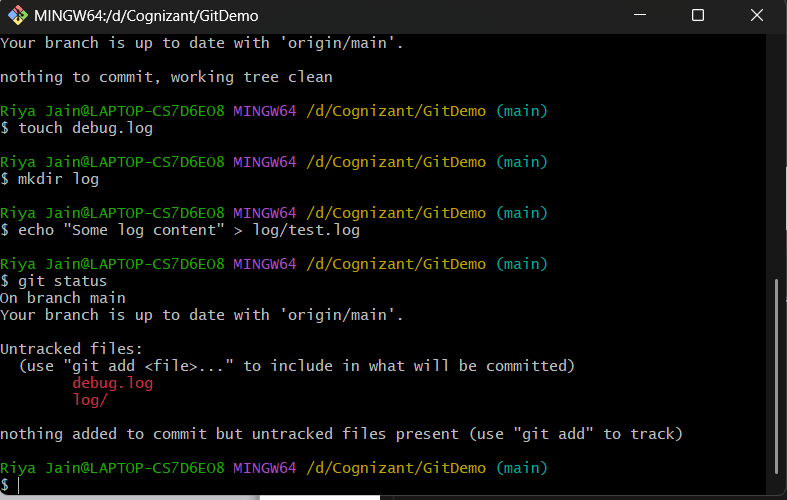 MINGW64:/d/Cognizant/GitDemo
Your branch is up to date with 'origin/main'.
nothing to commit, working tree clean
Riya Jain@LAPTOP-CS7D6EO8 MINGW64 /d/Cognizant/GitDemo (main)
$ touch debug.log
Riya Jain@LAPTOP-CS7D6EO8 MINGW64 /d/Cognizant/GitDemo (main)
$ mkdir log
Riya Jain@LAPTOP-CS7D6EO8 MINGW64 /d/Cognizant/GitDemo (main)
$ echo "Some log content" > log/test.log
Riya Jain@LAPTOP-CS7D6EO8 MINGW64 /d/Cognizant/GitDemo (main)
$ git status
On branch main
Your branch is up to date with 'origin/main'.
Untracked files:
  (use "git add <file>..." to include in what will be committed)
        debug.log
        log/
nothing added to commit but untracked files present (use "git add" to track)
Riya Jain@LAPTOP-CS7D6EO8 MINGW64 /d/Cognizant/GitDemo (main)
$